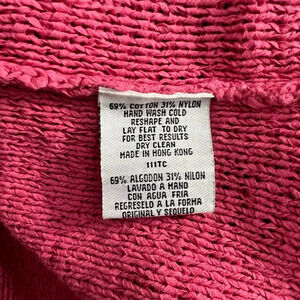 69% COTTON 31% NYLON
HAND WASH COLD
RESHAPE AND
LAY FLAT TO DRY
FOR BEST RESULTS
DRY CLEAN
MADE IN HONG KONG
111TC
69% ALGODON 31% NILON
LAVADO A MANO
CON AGUA FRIA
REGRESELO A LA FORMA
ORIGINAL Y SEQUELO